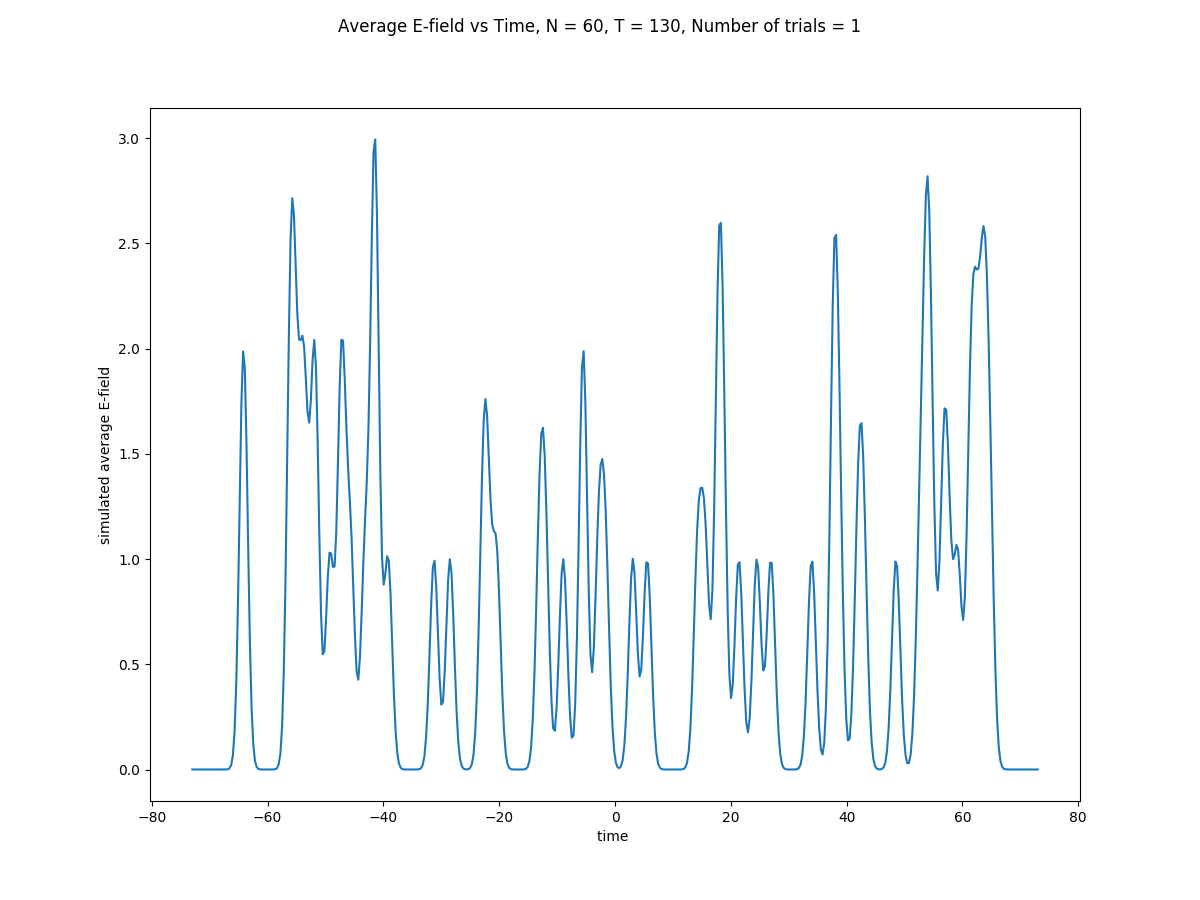 Average E-field vs Time, N = 60, T = 130, Number of trials = 1
3.0
2.5
2.0
1.5
1.0
0.5
0.0
simulated average E-field
−80 −60 −40 −20 0 20 40 60 80
time